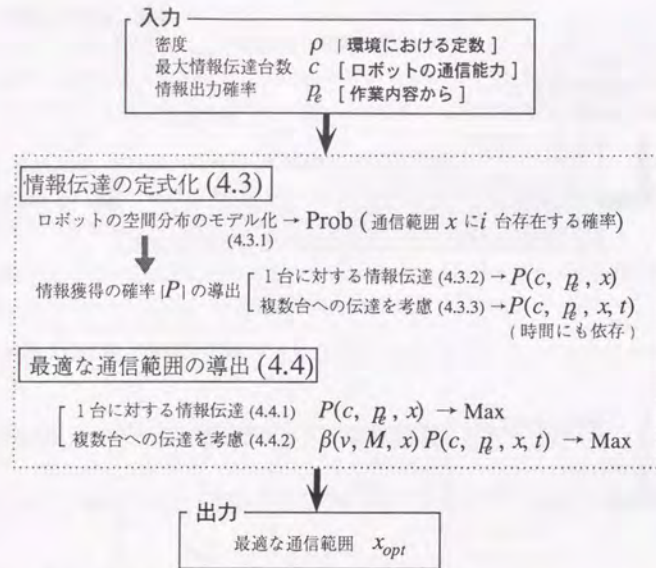 入力
密度 ρ [ 環境における定数 ]
最大情報伝達台数 c [ ロボットの通信能力 ]
情報出力確率 pₑ [ 作業内容から ]
情報伝達の定式化 (4.3)
ロボットの空間分布のモデル化 → Prob ( 通信範囲 x に i 台存在する確率 )
(4.3.1)
1台に対する情報伝達 (4.3.2) → P(c, pₑ, x)
情報獲得の確率 |P| の導出
複数台への伝達を考慮 (4.3.3) → P(c, pₑ, x, t)
( 時間にも依存 )
最適な通信範囲の導出 (4.4)
1台に対する情報伝達 (4.4.1) P(c, pₑ, x) → Max
複数台への伝達を考慮 (4.4.2) β(v, M, x) P(c, pₑ, x, t) → Max
出力
最適な通信範囲 x_opt